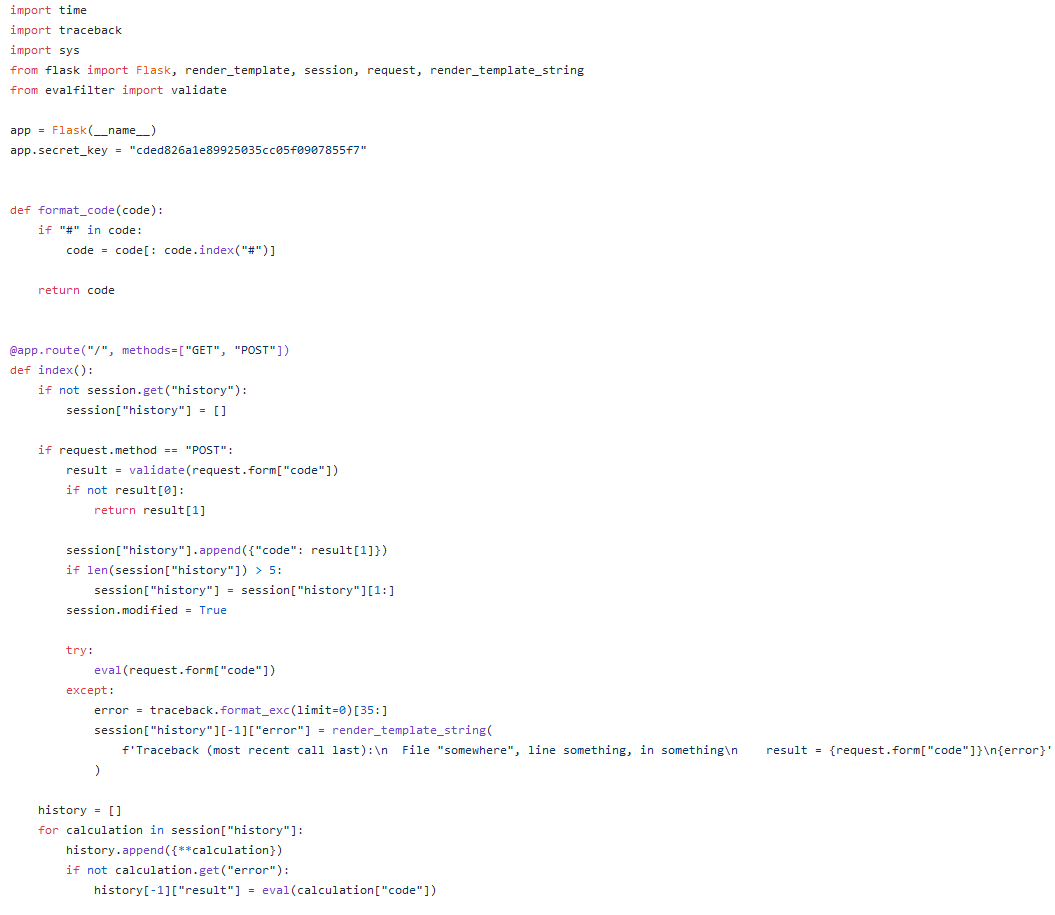 import time
import traceback
import sys
from flask import Flask, render_template, session, request, render_template_string
from evalfilter import validate

app = Flask(__name__)
app.secret_key = "cded826a1e89925035cc05f0907855f7"


def format_code(code):
    if "#" in code:
        code = code[: code.index("#")]

    return code


@app.route("/", methods=["GET", "POST"])
def index():
    if not session.get("history"):
        session["history"] = []

    if request.method == "POST":
        result = validate(request.form["code"])
        if not result[0]:
            return result[1]

        session["history"].append({"code": result[1]})
        if len(session["history"]) > 5:
            session["history"] = session["history"][1:]
        session.modified = True

        try:
            eval(request.form["code"])
        except:
            error = traceback.format_exc(limit=0)[35:]
            session["history"][-1]["error"] = render_template_string(
                f'Traceback (most recent call last):\n  File "somewhere", line something, in something\n    result = {request.form["code"]}\n{error}'
            )

    history = []
    for calculation in session["history"]:
        history.append({**calculation})
        if not calculation.get("error"):
            history[-1]["result"] = eval(calculation["code"])